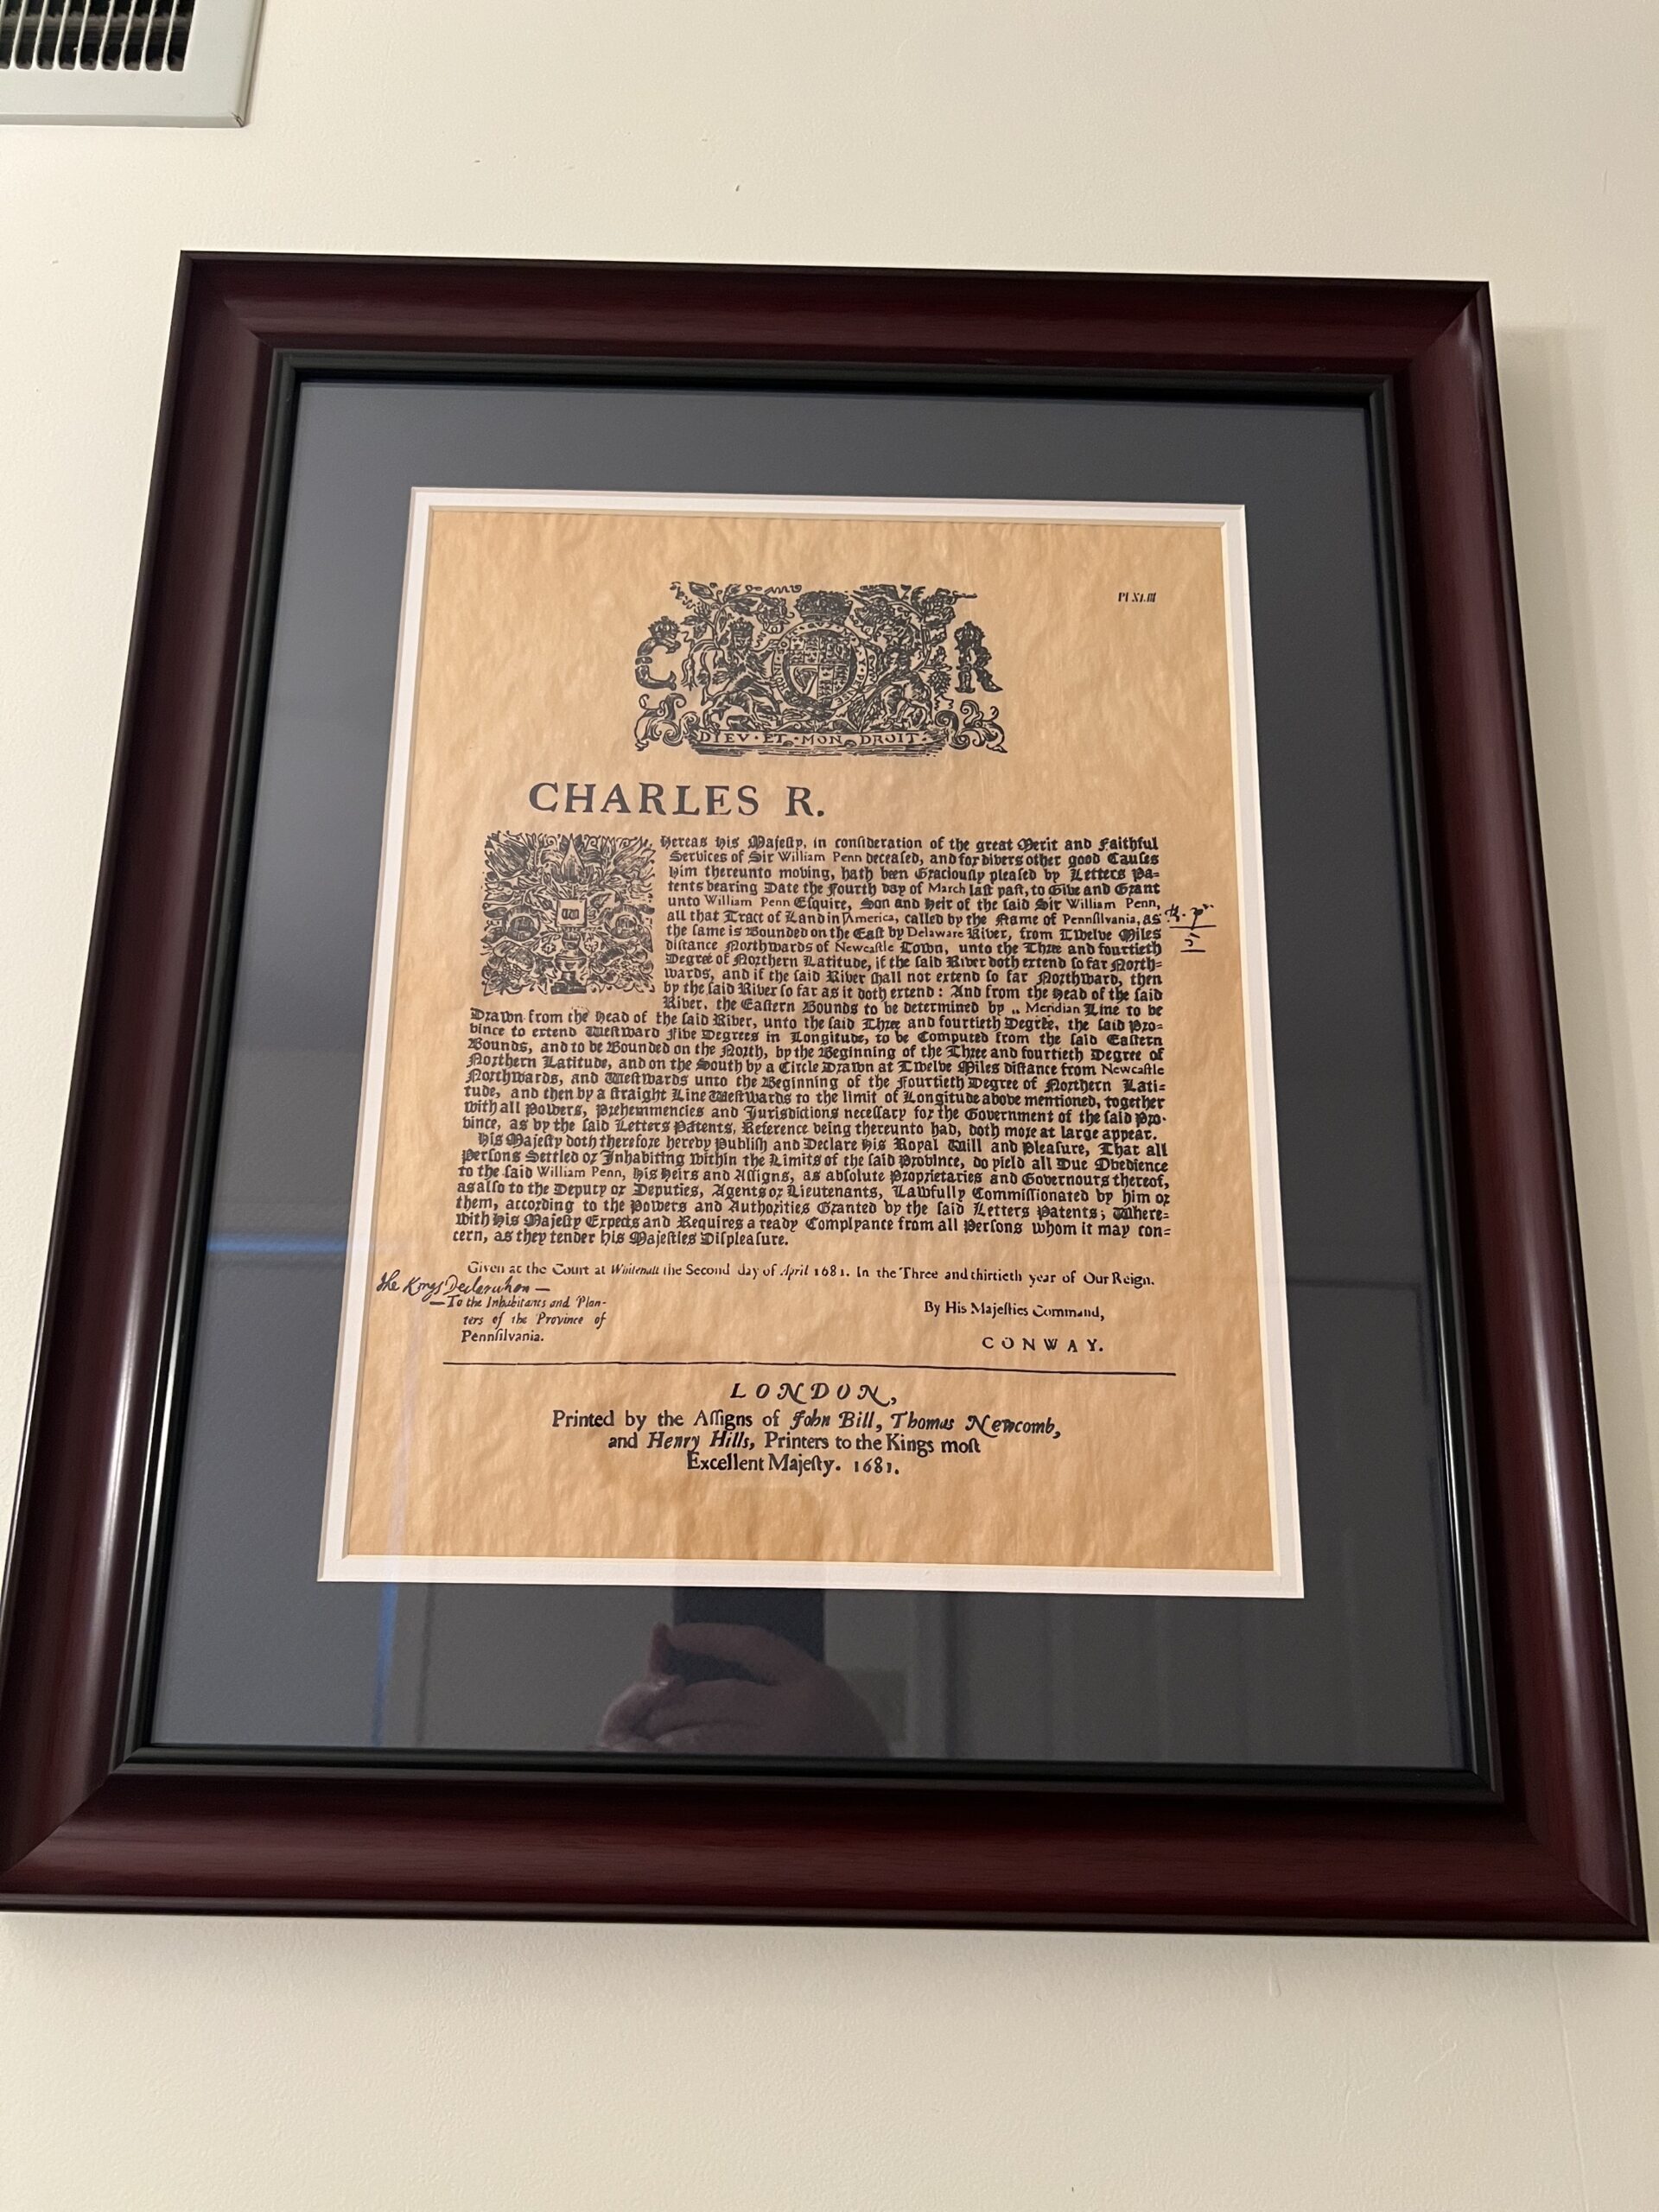 C R
DIEV·ET·MON DROIT·
CHARLES R.
W
Hereas His Majeſty, in conſideration of the great Merit and Faithful
Services of Sir William Penn deceaſed, and for divers other good Cauſes
Him thereunto moving, hath been Graciouſly pleaſed by Letters Pa=
tents bearing Date the Fourth day of March laſt paſt, to Give and Grant
unto William Penn Eſquire, Son and Heir of the ſaid Sir William Penn,
all that Tract of Land in America, called by the Name of Pennſilvania, as
the ſame is Bounded on the Eaſt by Delaware River, from Twelve Miles
diſtance Northwards of Newcaſtle Town, unto the Three and fourtieth
Degree of Northern Latitude, if the ſaid River doth extend ſo far North=
wards, and if the ſaid River ſhall not extend ſo far Northward, then
by the ſaid River ſo far as it doth extend: And from the Head of the ſaid
River, the Eaſtern Bounds to be determined by Meridian Line to be
Drawn from the Head of the ſaid River, unto the ſaid Three and fourtieth Degree, the ſaid Pro=
vince to extend Weſtward Five Degrees in Longitude, to be Computed from the ſaid Eaſtern
Bounds, and to be Bounded on the North, by the Beginning of the Three and fourtieth Degree of
Northern Latitude, and on the South by a Circle Drawn at Twelve Miles diſtance from Newcaſtle
Northwards, and Weſtwards unto the Beginning of the Fourtieth Degree of Northern Lati=
tude, and then by a ſtraight Line Weſtwards to the limit of Longitude above mentioned, together
with all Powers, Preheminencies and Jurisdictions neceſſary for the Government of the ſaid Pro=
vince, as by the ſaid Letters Patents, Reference being thereunto had, doth more at large appear.
His Majeſty doth therefore hereby Publiſh and Declare His Royal Will and Pleaſure, That all
Perſons Settled or Inhabiting within the Limits of the ſaid Province, do yield all Due Obedience
to the ſaid William Penn, His Heirs and Aſſigns, as abſolute Proprietaries and Governours thereof,
as alſo to the Deputy or Deputies, Agents or Lieutenants, Lawfully Commiſſionated by him or
them, according to the Powers and Authorities Granted by the ſaid Letters Patents; Where=
with His Majeſty Expects and Requires a ready Complyance from all Perſons whom it may con=
cern, as they tender His Majeſties Diſpleaſure.
Given at the Court at Whitehall the Second day of April 1681. In the Three and thirtieth year of Our Reign.
the Kings Declaration —
— To the Inhabitants and Plan-
ters of the Province of
Pennſilvania.
By His Majeſties Command,
CONWAY.
LONDON,
Printed by the Aſſigns of John Bill, Thomas Newcomb,
and Henry Hills, Printers to the Kings moſt
Excellent Majeſty. 1681.